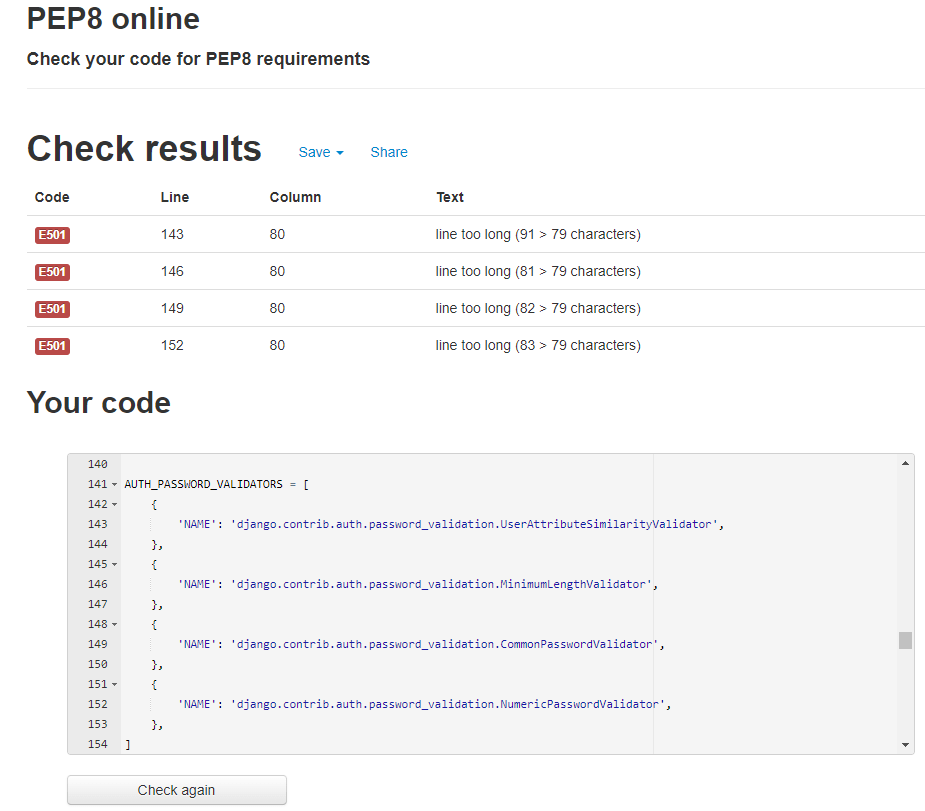 PEP8 online
Check your code for PEP8 requirements
Check results Save Share
Code Line Column Text
E501 143 80 line too long (91 > 79 characters)
E501 146 80 line too long (81 > 79 characters)
E501 149 80 line too long (82 > 79 characters)
E501 152 80 line too long (83 > 79 characters)
Your code
140
141 AUTH_PASSWORD_VALIDATORS = [
142 {
143 'NAME': 'django.contrib.auth.password_validation.UserAttributeSimilarityValidator',
144 },
145 {
146 'NAME': 'django.contrib.auth.password_validation.MinimumLengthValidator',
147 },
148 {
149 'NAME': 'django.contrib.auth.password_validation.CommonPasswordValidator',
150 },
151 {
152 'NAME': 'django.contrib.auth.password_validation.NumericPasswordValidator',
153 },
154 ]
Check again